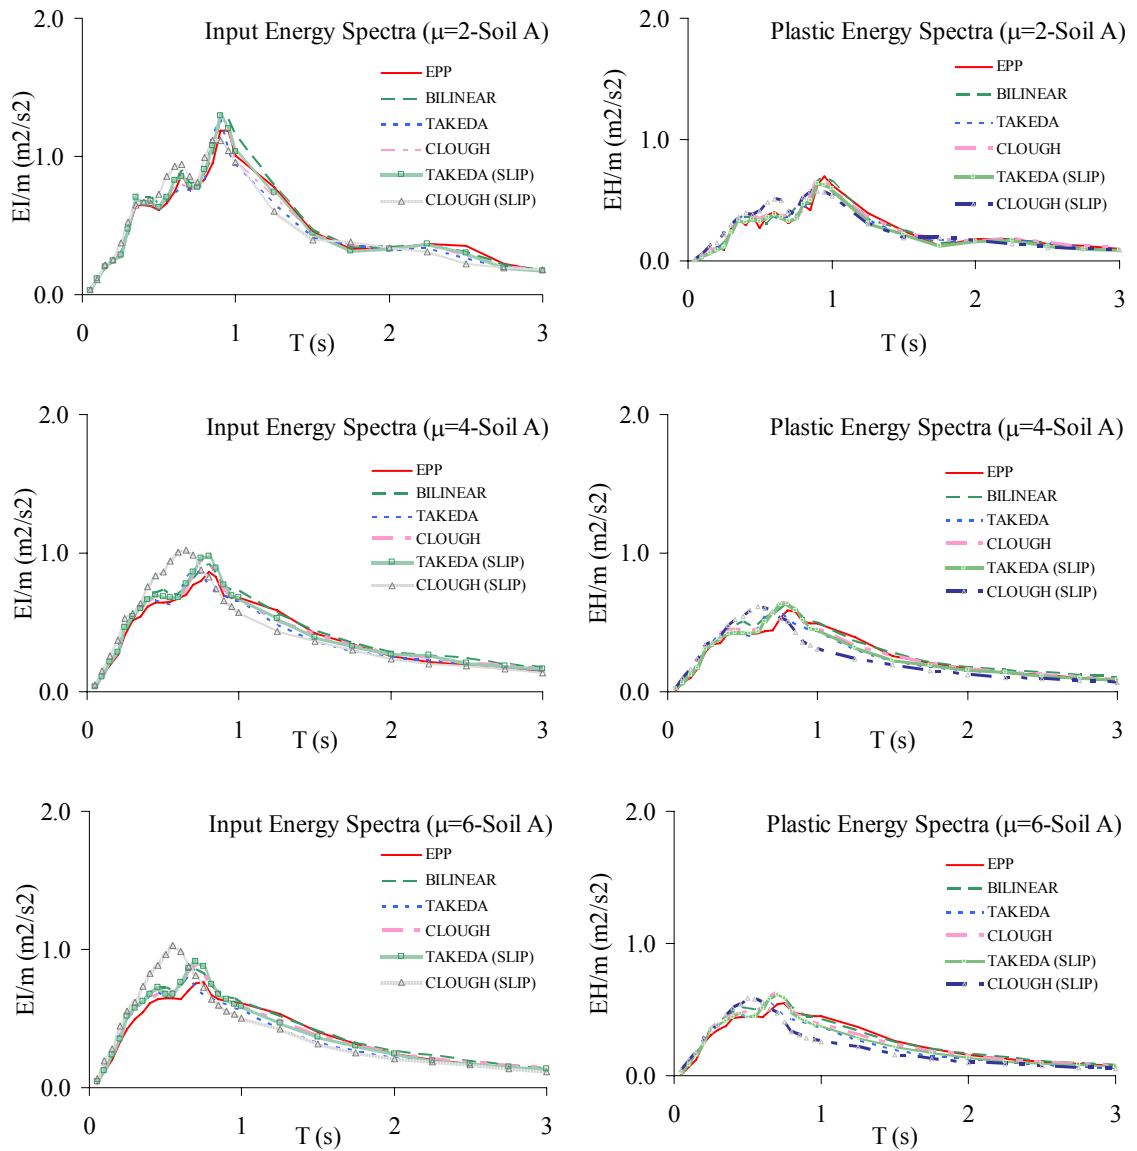 Input Energy Spectra (μ=2-Soil A)
2.0
1.0
0.0
EI/m (m2/s2)
EPP
BILINEAR
TAKEDA
CLOUGH
TAKEDA (SLIP)
CLOUGH (SLIP)
0 1 2 3
T (s)
Plastic Energy Spectra (μ=2-Soil A)
2.0
1.0
0.0
EH/m (m2/s2)
EPP
BILINEAR
TAKEDA
CLOUGH
TAKEDA (SLIP)
CLOUGH (SLIP)
0 1 2 3
T (s)
Input Energy Spectra (μ=4-Soil A)
2.0
1.0
0.0
EI/m (m2/s2)
EPP
BILINEAR
TAKEDA
CLOUGH
TAKEDA (SLIP)
CLOUGH (SLIP)
0 1 2 3
T (s)
Plastic Energy Spectra (μ=4-Soil A)
2.0
1.0
0.0
EH/m (m2/s2)
EPP
BILINEAR
TAKEDA
CLOUGH
TAKEDA (SLIP)
CLOUGH (SLIP)
0 1 2 3
T (s)
Input Energy Spectra (μ=6-Soil A)
2.0
1.0
0.0
EI/m (m2/s2)
EPP
BILINEAR
TAKEDA
CLOUGH
TAKEDA (SLIP)
CLOUGH (SLIP)
0 1 2 3
T (s)
Plastic Energy Spectra (μ=6-Soil A)
2.0
1.0
0.0
EH/m (m2/s2)
EPP
BILINEAR
TAKEDA
CLOUGH
TAKEDA (SLIP)
CLOUGH (SLIP)
0 1 2 3
T (s)